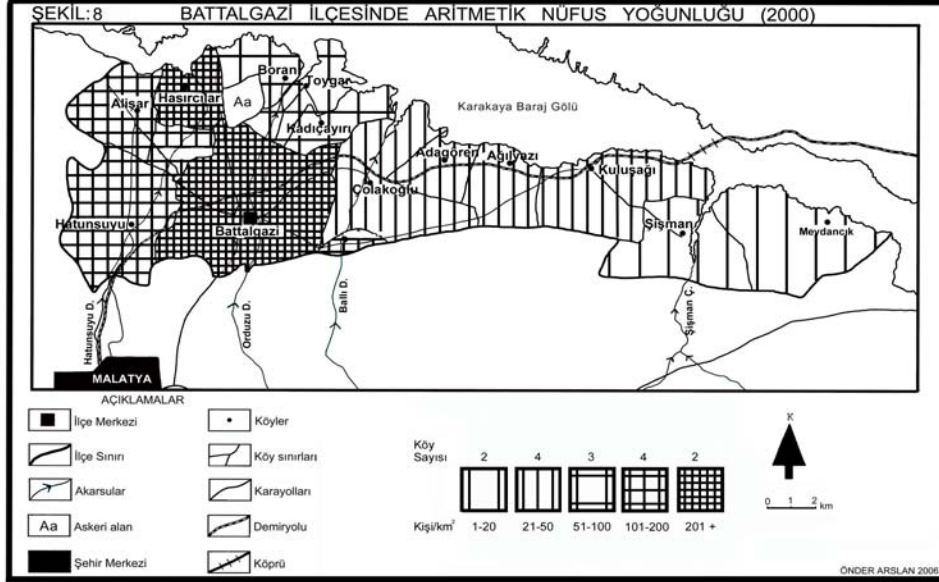 ŞEKİL:8 BATTALGAZİ İLÇESİNDE ARİTMETİK NÜFUS YOĞUNLUĞU (2000)
Boran
Toygar
Alişar
Hasırcılar
Aa
Karakaya Baraj Gölü
Kadıçayırı
Adagören
Ağılyazı
Kuluşağı
Çolakoğlu
Hatunsuyu
Battalgazi
Şişman
Meydancık
Hatunsuyu D.
Orduzu D.
Ballı D.
Şişman Ç.
MALATYA
AÇIKLAMALAR
İlçe Merkezi
Köyler
İlçe Sınırı
Köy sınırları
Akarsular
Karayolları
Aa Askeri alan
Demiryolu
Şehir Merkezi
Köprü
Köy
Sayısı 2 4 3 4 2
Kişi/km² 1-20 21-50 51-100 101-200 201 +
K
0 1 2 km
ÖNDER ARSLAN 2006